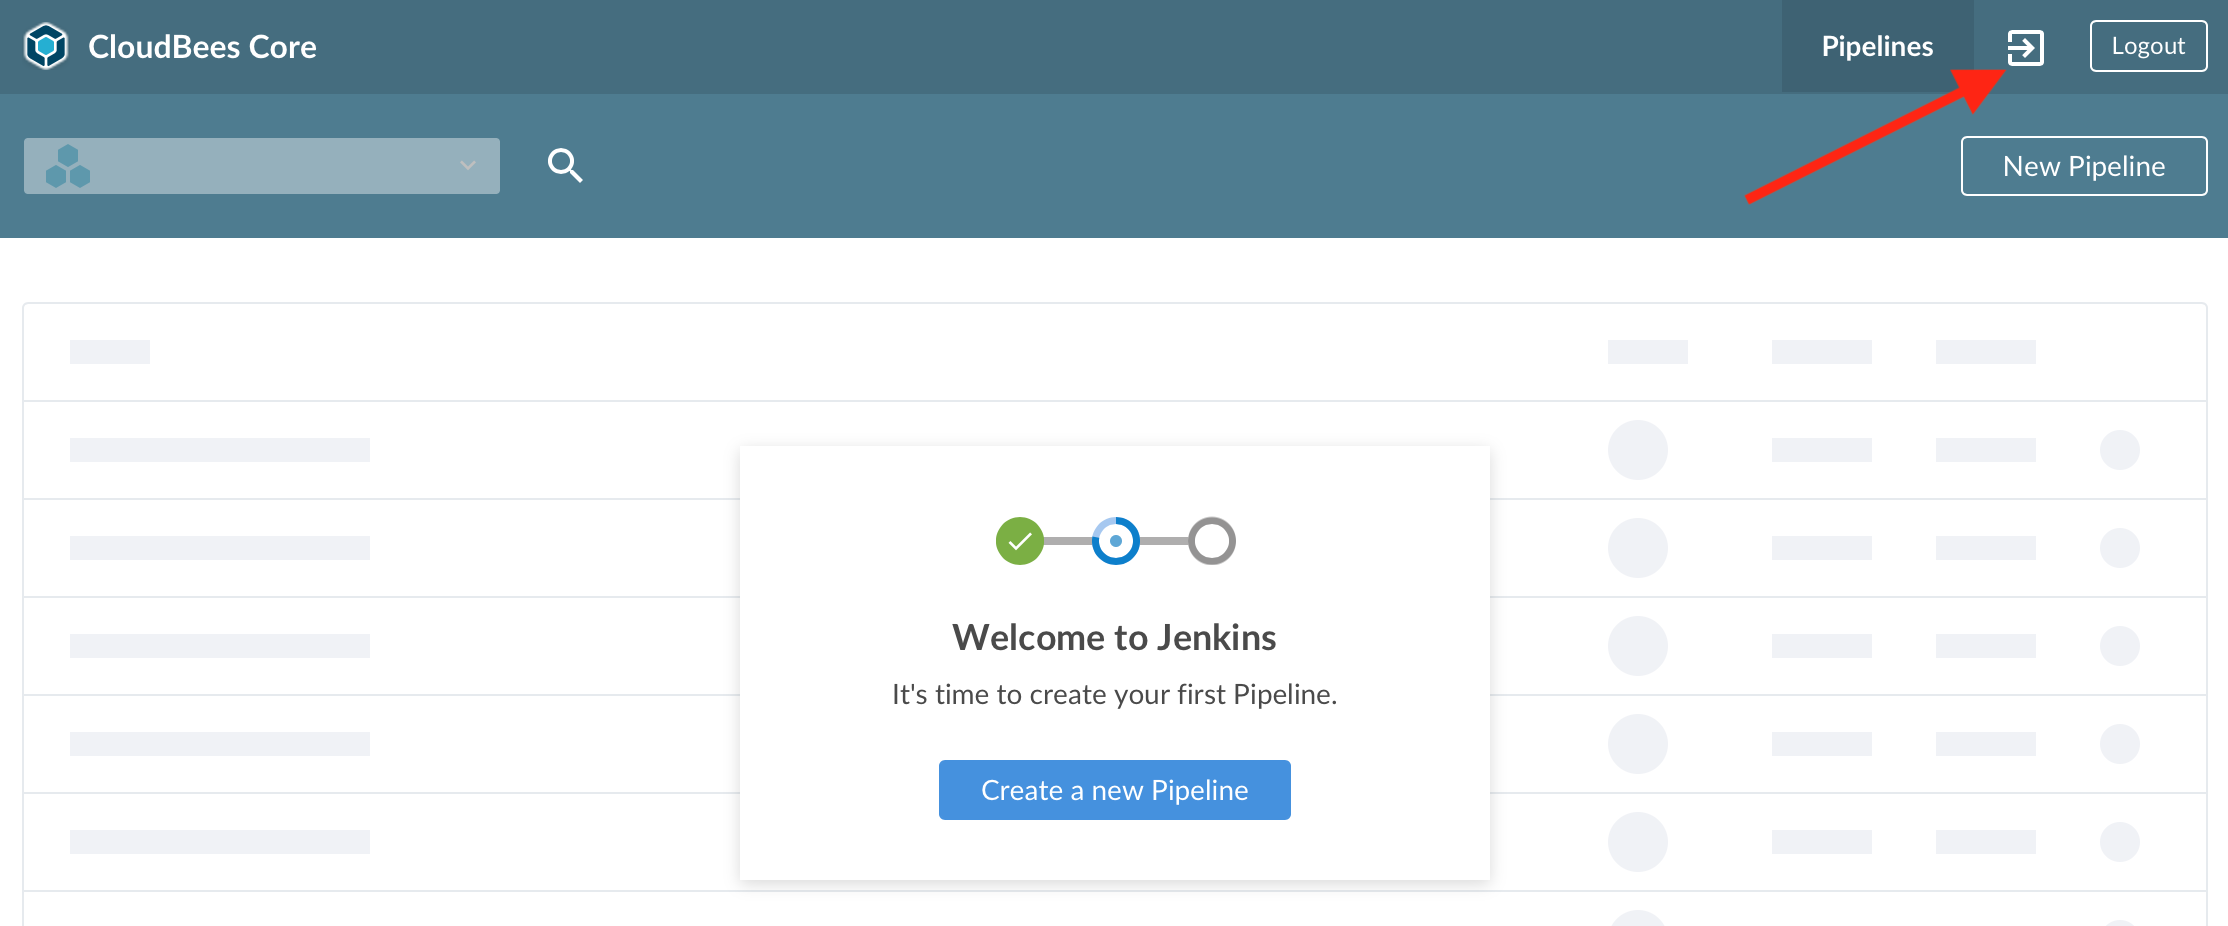 CloudBees Core
Pipelines
Logout
New Pipeline
Welcome to Jenkins
It's time to create your first Pipeline.
Create a new Pipeline